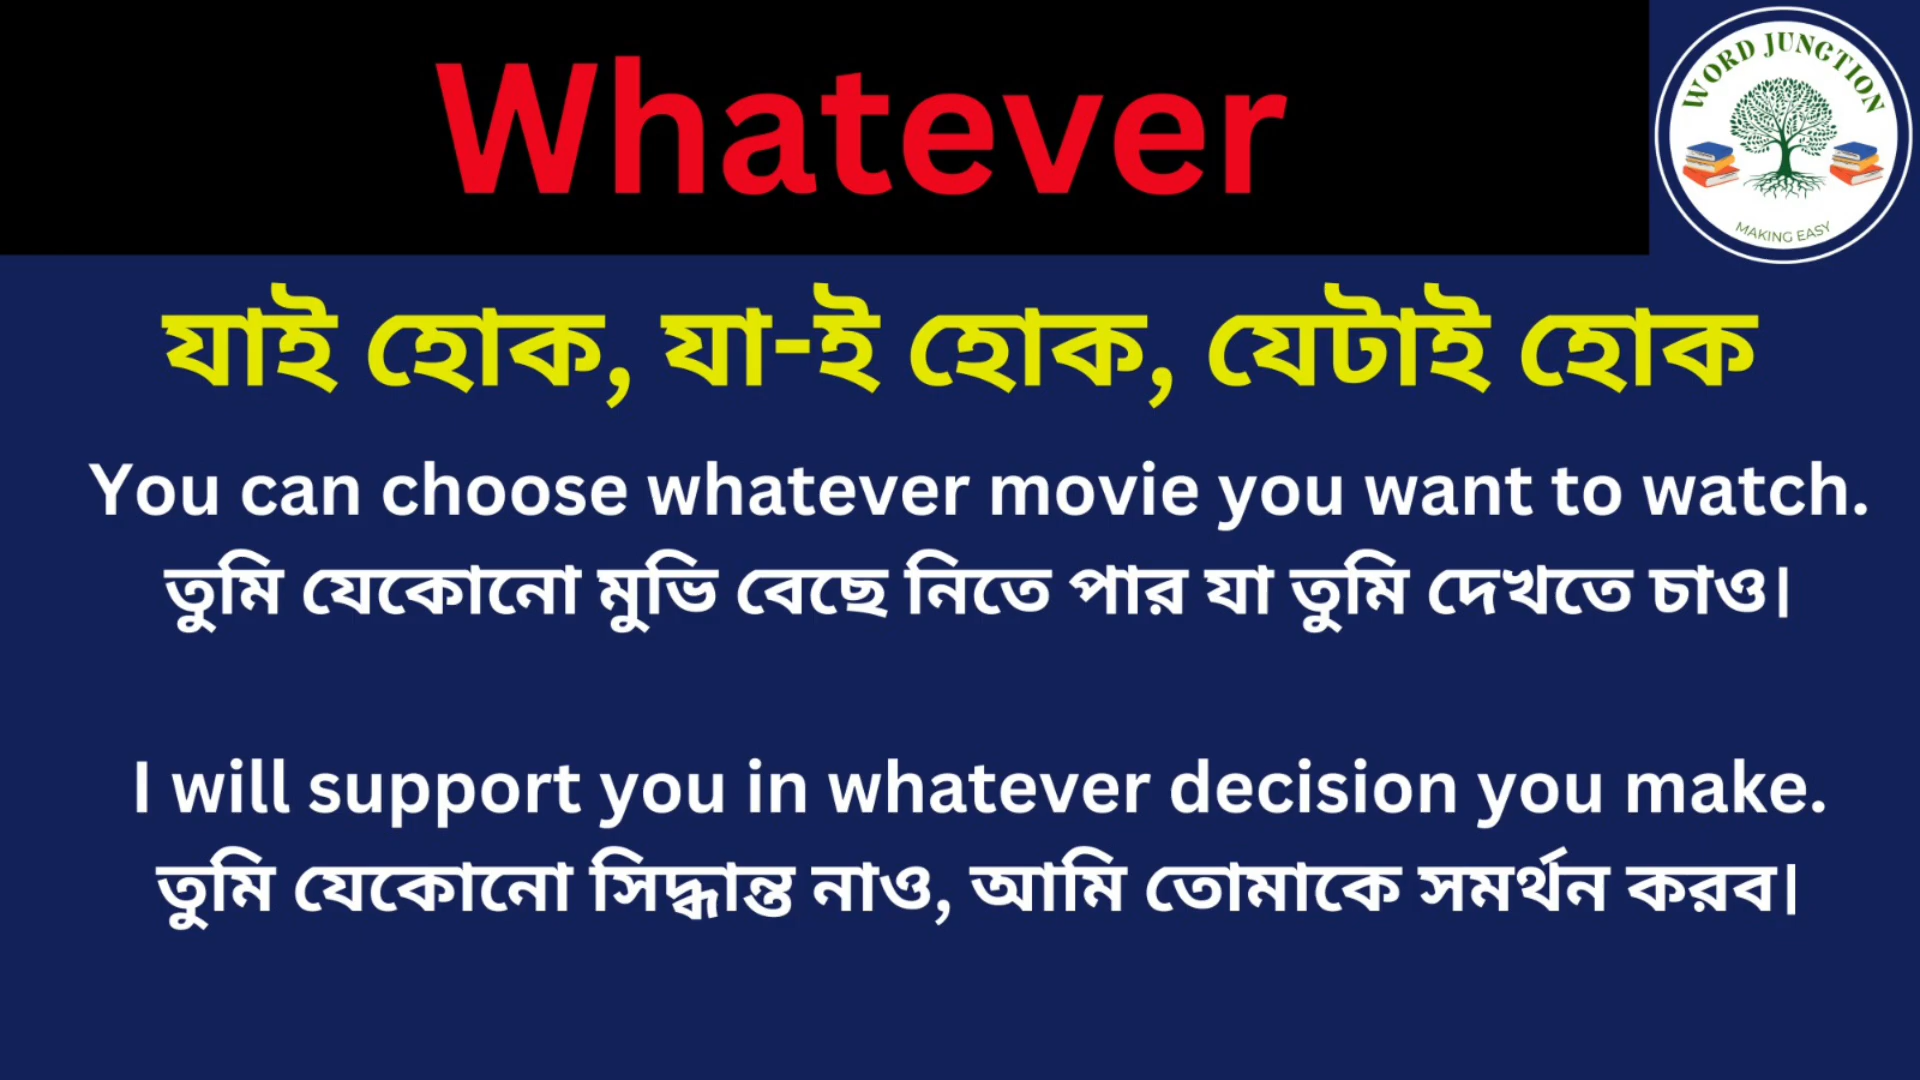 Whatever
WORD JUNCTION
MAKING EASY
যাই হোক, যা-ই হোক, যেটাই হোক
You can choose whatever movie you want to watch.
তুমি যেকোনো মুভি বেছে নিতে পার যা তুমি দেখতে চাও।
I will support you in whatever decision you make.
তুমি যেকোনো সিদ্ধান্ত নাও, আমি তোমাকে সমর্থন করব।